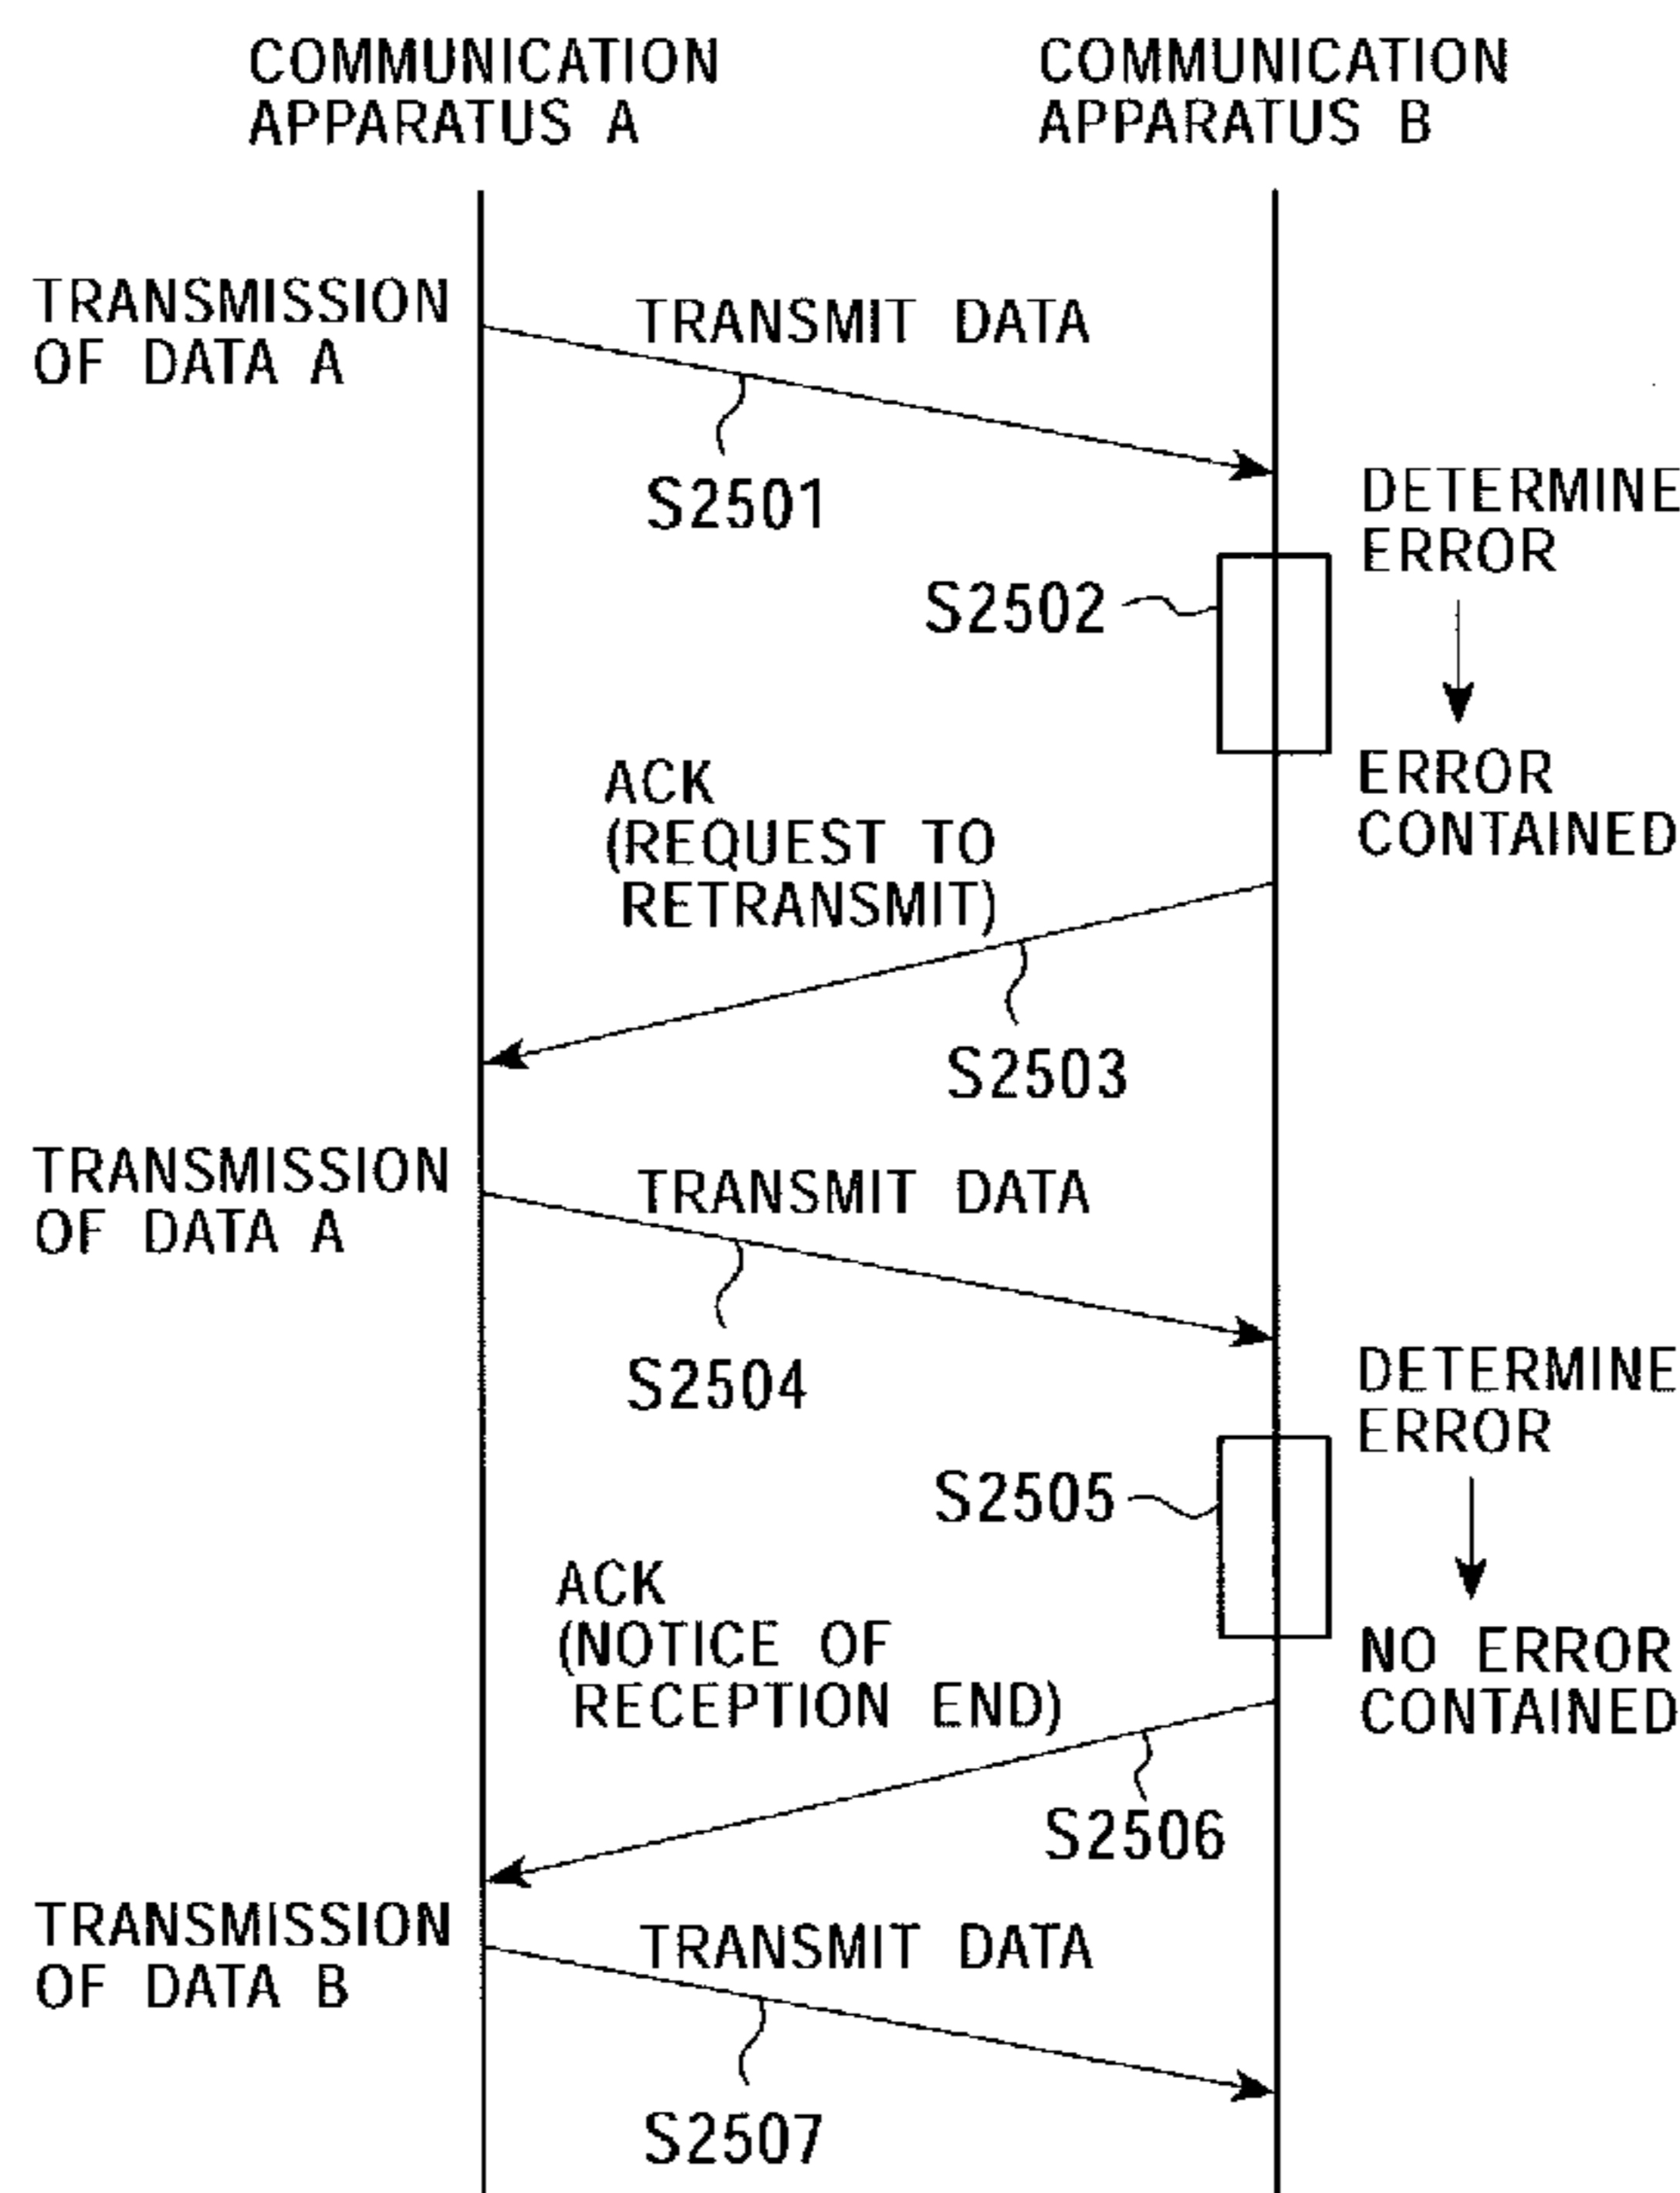 COMMUNICATION
APPARATUS A
COMMUNICATION
APPARATUS B
TRANSMISSION
OF DATA A
TRANSMIT DATA
S2501
DETERMINE
ERROR
S2502
ERROR
CONTAINED
ACK
(REQUEST TO
RETRANSMIT)
S2503
TRANSMISSION
OF DATA A
TRANSMIT DATA
S2504
DETERMINE
ERROR
S2505
NO ERROR
CONTAINED
ACK
(NOTICE OF
RECEPTION END)
S2506
TRANSMISSION
OF DATA B
TRANSMIT DATA
S2507